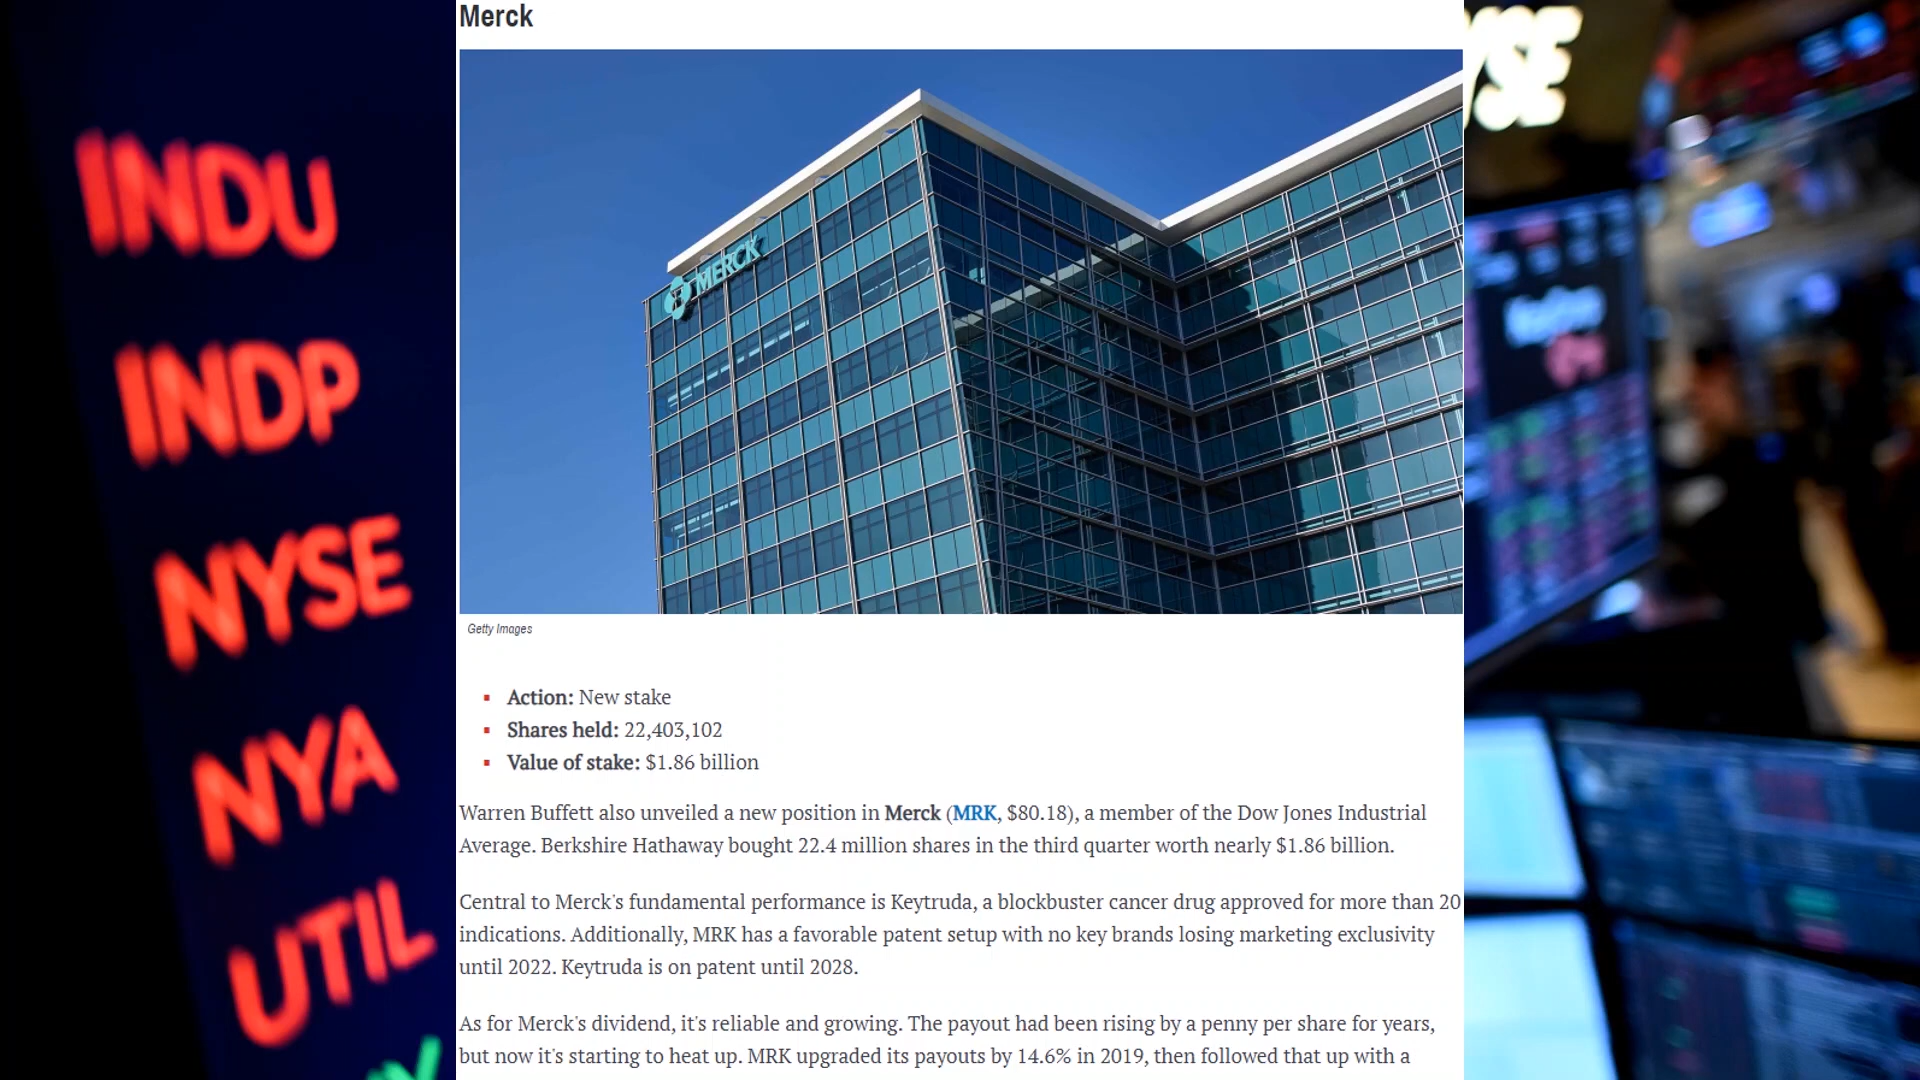 Merck
MERCK
Getty Images
Action: New stake
Shares held: 22,403,102
Value of stake: $1.86 billion
Warren Buffett also unveiled a new position in Merck (MRK, $80.18), a member of the Dow Jones Industrial
Average. Berkshire Hathaway bought 22.4 million shares in the third quarter worth nearly $1.86 billion.
Central to Merck's fundamental performance is Keytruda, a blockbuster cancer drug approved for more than 20
indications. Additionally, MRK has a favorable patent setup with no key brands losing marketing exclusivity
until 2022. Keytruda is on patent until 2028.
As for Merck's dividend, it's reliable and growing. The payout had been rising by a penny per share for years,
but now it's starting to heat up. MRK upgraded its payouts by 14.6% in 2019, then followed that up with a
INDU
INDP
NYSE
NYA
UTIL